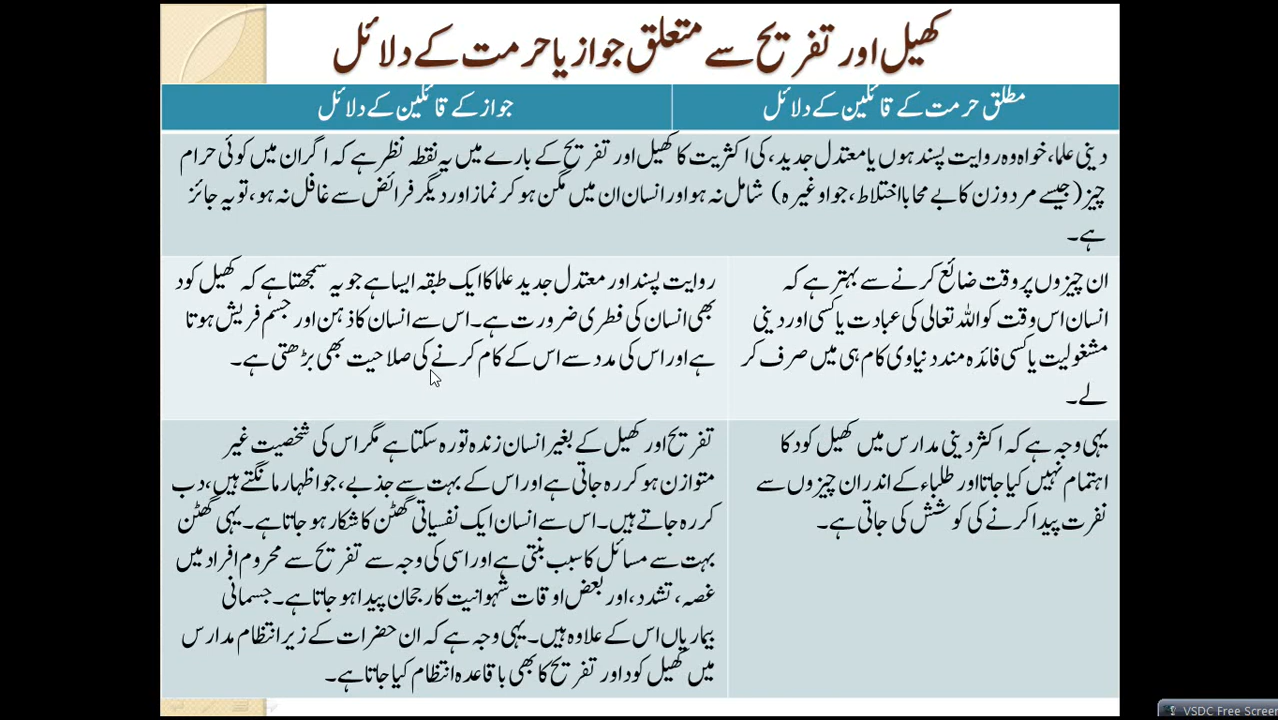 کھیل اور تفریح سے متعلق جواز یا حرمت کے دلائل
مطلق حرمت کے قائلین کے دلائل
جواز کے قائلین کے دلائل
دینی علما، خواہ وہ روایت پسند ہوں یا معتدل جدید، کی اکثریت کا کھیل اور تفریح کے بارے میں یہ نقطہ نظر ہے کہ اگر ان میں کوئی حرام
چیز (جیسے مرد و زن کا بے محابا اختلاط، جوا وغیرہ) شامل نہ ہو اور انسان ان میں مگن ہو کر نماز اور دیگر فرائض سے غافل نہ ہو، تو یہ جائز
ہے۔
ان چیزوں پر وقت ضائع کرنے سے بہتر ہے کہ
انسان اس وقت کو اللہ تعالی کی عبادت یا کسی اور دینی
مشغولیت یا کسی فائدہ مند دنیاوی کام ہی میں صرف کر
لے۔
روایت پسند اور معتدل جدید علما کا ایک طبقہ ایسا ہے جو یہ سمجھتا ہے کہ کھیل کود
بھی انسان کی فطری ضرورت ہے۔ اس سے انسان کا ذہن اور جسم فریش ہوتا
ہے اور اس کی مدد سے اس کے کام کرنے کی صلاحیت بھی بڑھتی ہے۔
یہی وجہ ہے کہ اکثر دینی مدارس میں کھیل کود کا
اہتمام نہیں کیا جاتا اور طلباء کے اندر ان چیزوں سے
نفرت پیدا کرنے کی کوشش کی جاتی ہے۔
تفریح اور کھیل کے بغیر انسان زندہ تو رہ سکتا ہے مگر اس کی شخصیت غیر
متوازن ہو کر رہ جاتی ہے اور اس کے بہت سے جذبے، جو اظہار مانگتے ہیں، دب
کر رہ جاتے ہیں۔ اس سے انسان ایک نفسیاتی گھٹن کا شکار ہو جاتا ہے۔ یہی گھٹن
بہت سے مسائل کا سبب بنتی ہے اور اسی کی وجہ سے تفریح سے محروم افراد میں
غصہ، تشدد، اور بعض اوقات شہوانیت کا رجحان پیدا ہو جاتا ہے۔ جسمانی
بیماریاں اس کے علاوہ ہیں۔ یہی وجہ ہے کہ ان حضرات کے زیر انتظام مدارس
میں کھیل کود اور تفریح کا بھی باقاعدہ انتظام کیا جاتا ہے۔
VSDC Free Screen